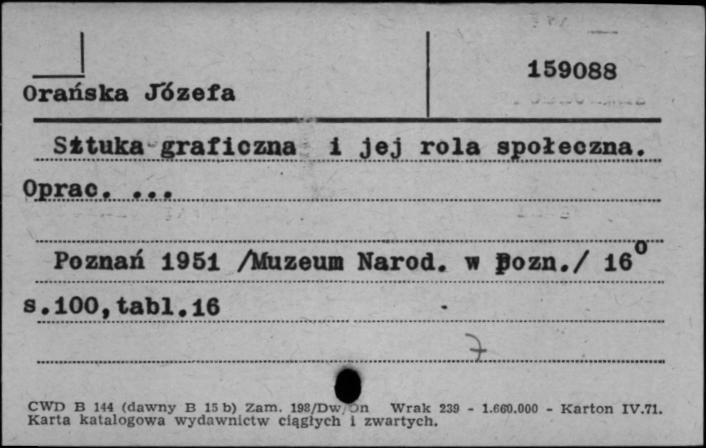 159088
Orańska Józefa
Sztuka graficzna i jej rola społeczna.
Oprac. ...
Poznań 1951 /Muzeum Narod. w Pozn./ 16°
s.100,tabl.16
7
CWD B 144 (dawny B 15 b) Zam. 198/Dw/On Wrak 239 - 1.660.000 - Karton IV.71.
Karta katalogowa wydawnictw ciągłych i zwartych.